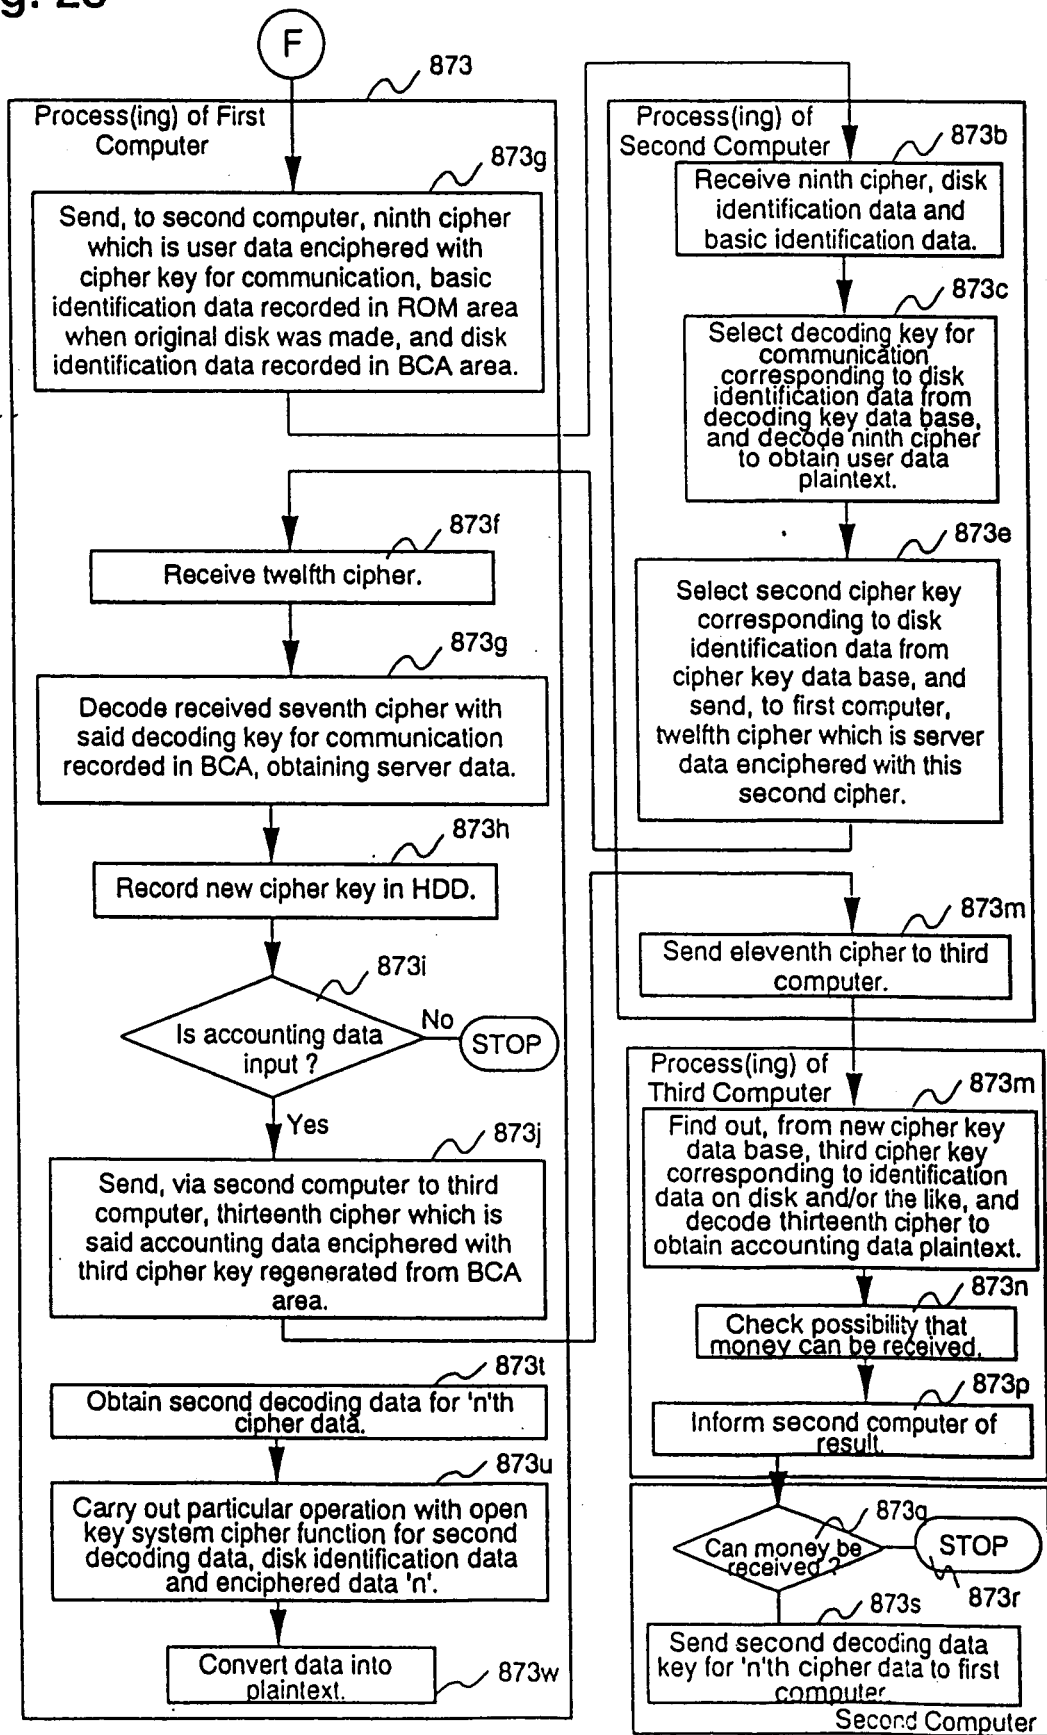 F
873
Process(ing) of First
Computer
873g
Send, to second computer, ninth cipher
which is user data enciphered with
cipher key for communication, basic
identification data recorded in ROM area
when original disk was made, and disk
identification data recorded in BCA area.
873f
Receive twelfth cipher.
873g
Decode received seventh cipher with
said decoding key for communication
recorded in BCA, obtaining server data.
873h
Record new cipher key in HDD.
873i
Is accounting data
input ?
No
STOP
Yes
873j
Send, via second computer to third
computer, thirteenth cipher which is
said accounting data enciphered with
third cipher key regenerated from BCA
area.
873t
Obtain second decoding data for 'n'th
cipher data.
873u
Carry out particular operation with open
key system cipher function for second
decoding data, disk identification data
and enciphered data 'n'.
Convert data into
plaintext.
873w
Process(ing) of
Second Computer
873b
Receive ninth cipher, disk
identification data and
basic identification data.
873c
Select decoding key for
communication
corresponding to disk
identification data from
decoding key data base,
and decode ninth cipher
to obtain user data
plaintext.
873e
Select second cipher key
corresponding to disk
identification data from
cipher key data base, and
send, to first computer,
twelfth cipher which is server
data enciphered with this
second cipher.
873m
Send eleventh cipher to third
computer.
Process(ing) of
Third Computer
873m
Find out, from new cipher key
data base, third cipher key
corresponding to identification
data on disk and/or the like, and
decode thirteenth cipher to
obtain accounting data plaintext.
873n
Check possibility that
money can be received.
873p
Inform second computer of
result.
873q
Can money be
received ?
STOP
873r
873s
Send second decoding data
key for 'n'th cipher data to first
computer.
Second Computer